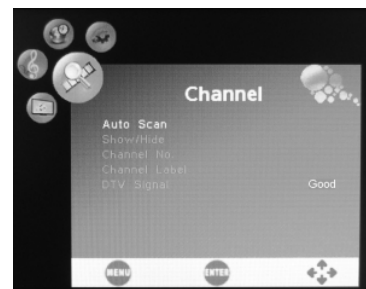 Channel
Auto Scan
Show/Hide
Channel No.
Channel Label
DTV Signal Good
MENU ENTER